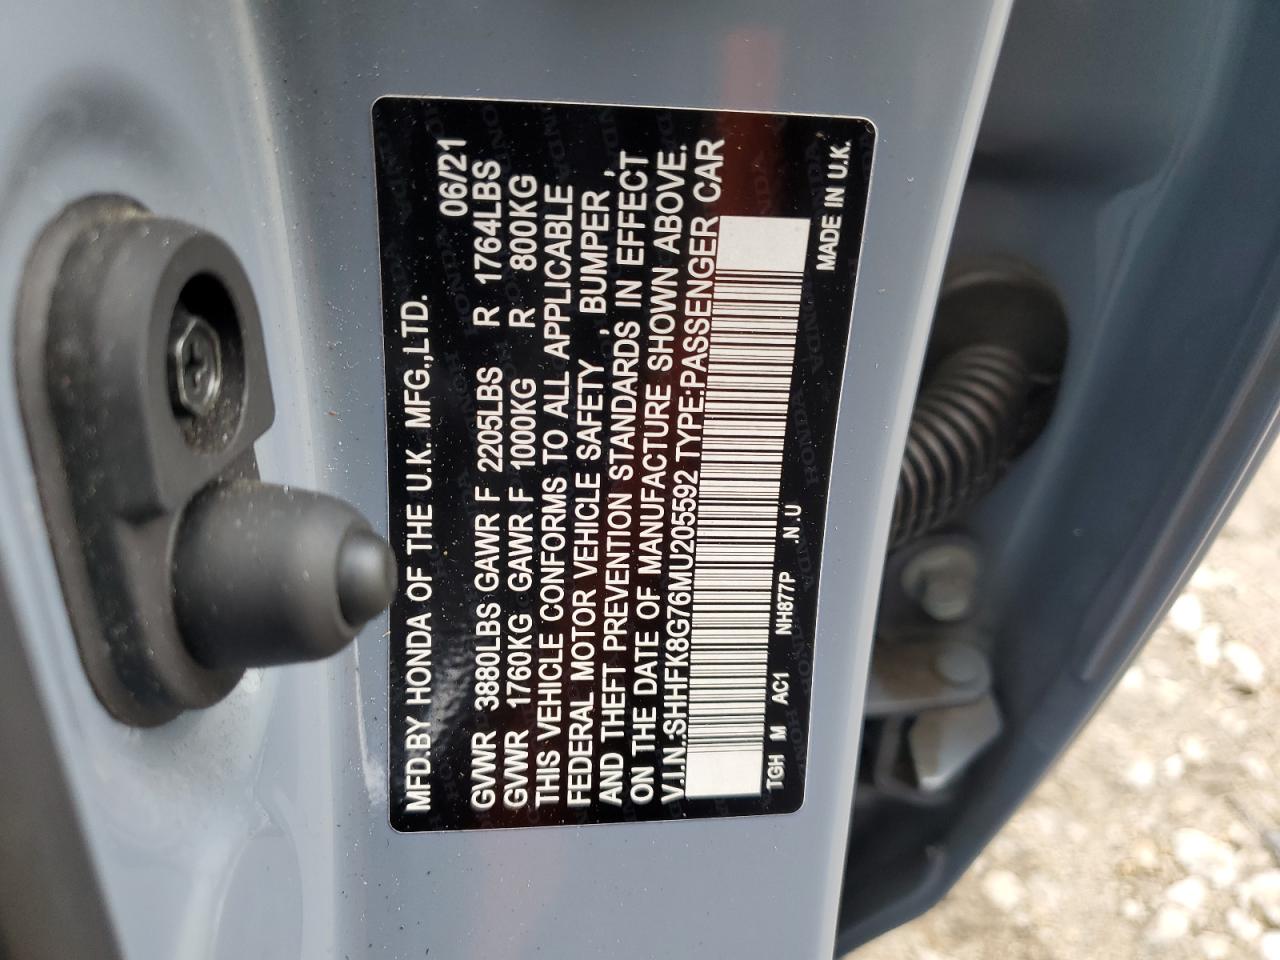 MFD.BY HONDA OF THE U.K. MFG.,LTD. 06/21
GVWR 3880LBS GAWR F 2205LBS R 1764LBS
GVWR 1760KG GAWR F 1000KG R 800KG
THIS VEHICLE CONFORMS TO ALL APPLICABLE
FEDERAL MOTOR VEHICLE SAFETY , BUMPER ,
AND THEFT PREVENTION STANDARDS IN EFFECT
ON THE DATE OF MANUFACTURE SHOWN ABOVE.
V.I.N.SHHFK8G76MU205592 TYPE:PASSENGER CAR
TGH M AC1 NH877P N.U MADE IN U.K.